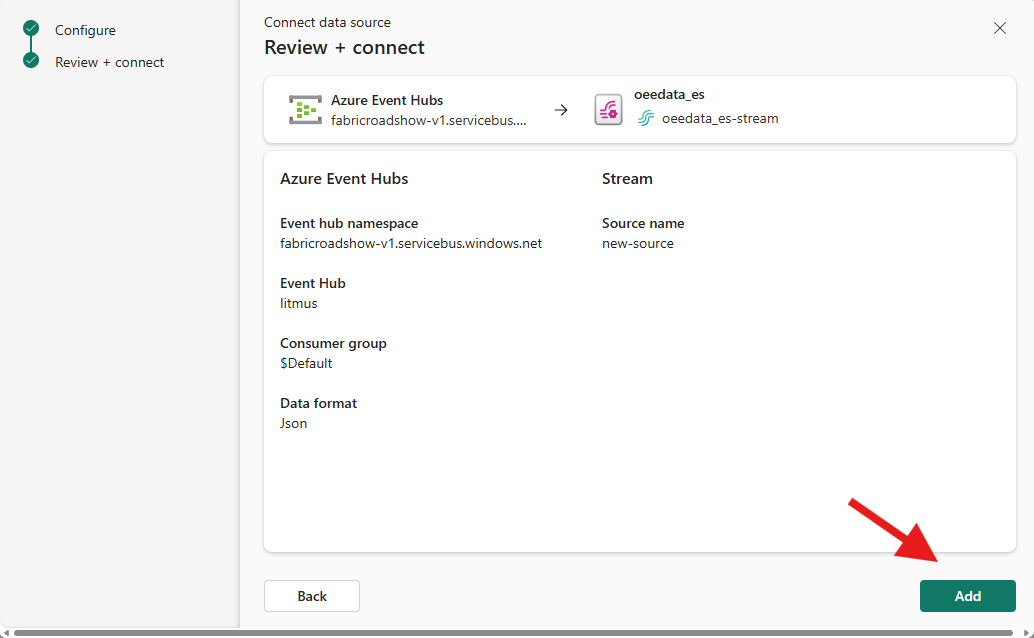 Configure
Review + connect
Connect data source
Review + connect
Azure Event Hubs
fabricroadshow-v1.servicebus....
oeedata_es
oeedata_es-stream
Azure Event Hubs
Event hub namespace
fabricroadshow-v1.servicebus.windows.net
Event Hub
litmus
Consumer group
$Default
Data format
Json
Stream
Source name
new-source
Back
Add